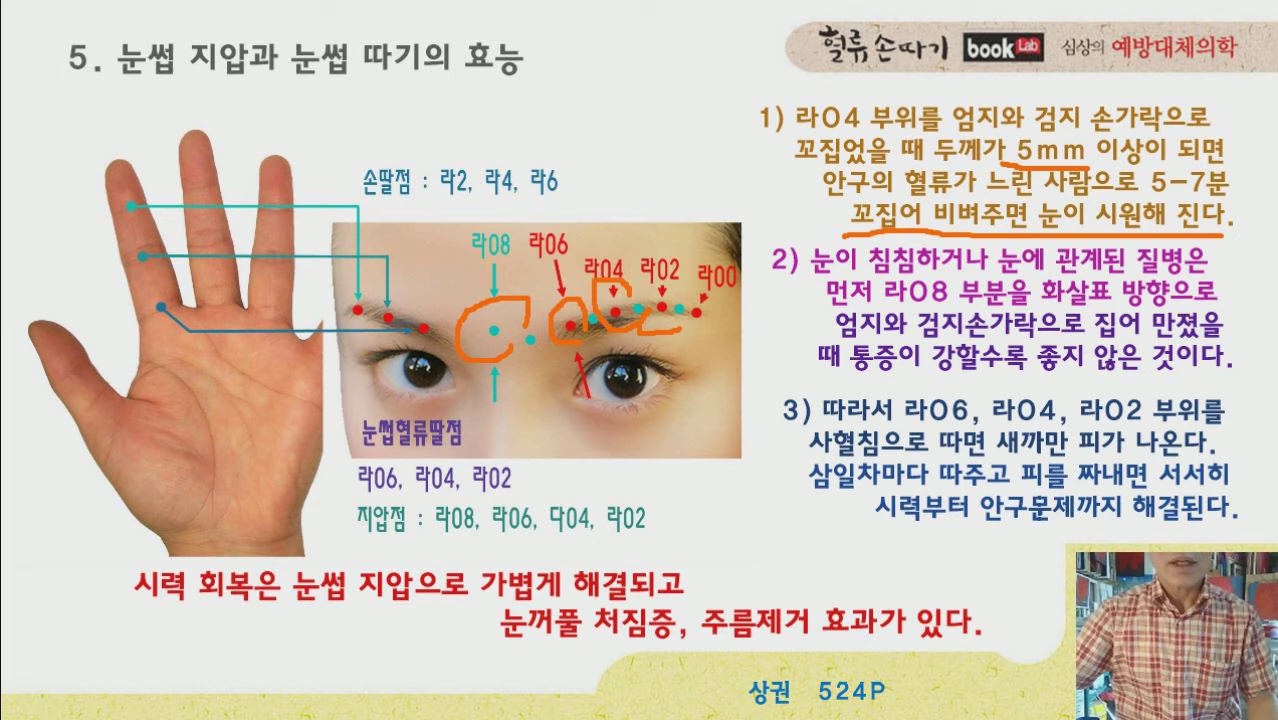 5. 눈썹 지압과 눈썹 따기의 효능
혈류 손따기 book Lab 심상의 예방대체의학
손딸점 : 락2, 락4, 락6
락08
락06
락04
락02
락00
눈썹혈류딸점
락06, 락04, 락02
지압점 : 락08, 락06, 다04, 락02
1) 라04 부위를 엄지와 검지 손가락으로
꼬집었을 때 두께가 5mm 이상이 되면
안구의 혈류가 느린 사람으로 5-7분
꼬집어 비벼주면 눈이 시원해 진다.
2) 눈이 침침하거나 눈에 관계된 질병은
먼저 라08 부분을 화살표 방향으로
엄지와 검지손가락으로 집어 만졌을
때 통증이 강할수록 좋지 않은 것이다.
3) 따라서 라06, 라04, 라02 부위를
사혈침으로 따면 새까만 피가 나온다.
삼일차마다 따주고 피를 짜내면 서서히
시력부터 안구문제까지 해결된다.
시력 회복은 눈썹 지압으로 가볍게 해결되고
눈꺼풀 처짐증, 주름제거 효과가 있다.
상권 524P